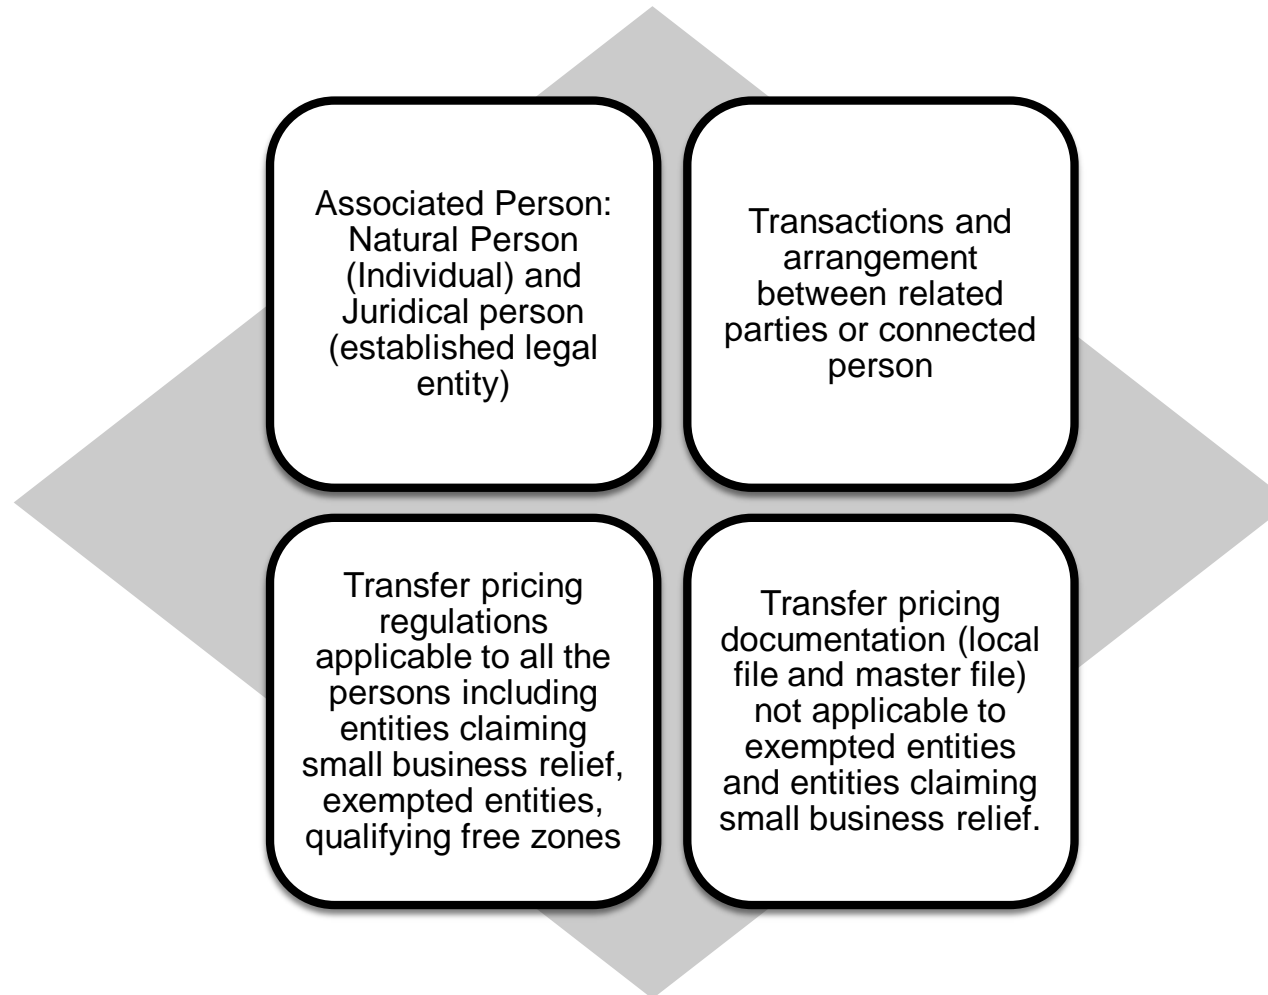 Associated Person:
Natural Person
(Individual) and
Juridical person
(established legal
entity)
Transactions and
arrangement
between related
parties or connected
person
Transfer pricing
regulations
applicable to all the
persons including
entities claiming
small business relief,
exempted entities,
qualifying free zones
Transfer pricing
documentation (local
file and master file)
not applicable to
exempted entities
and entities claiming
small business relief.